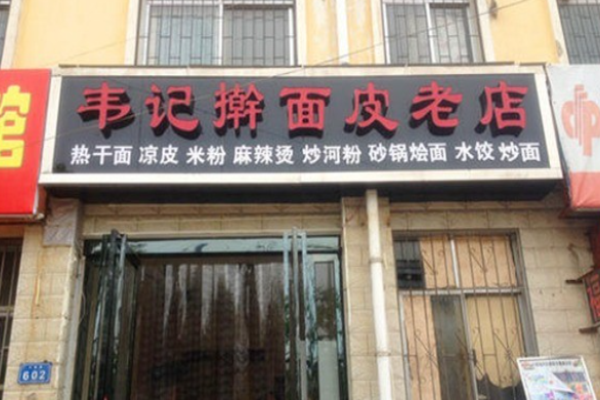 韦记擀面皮老店
热干面 凉皮 米粉 麻辣烫 炒河粉 砂锅烩面 水饺 炒面
602